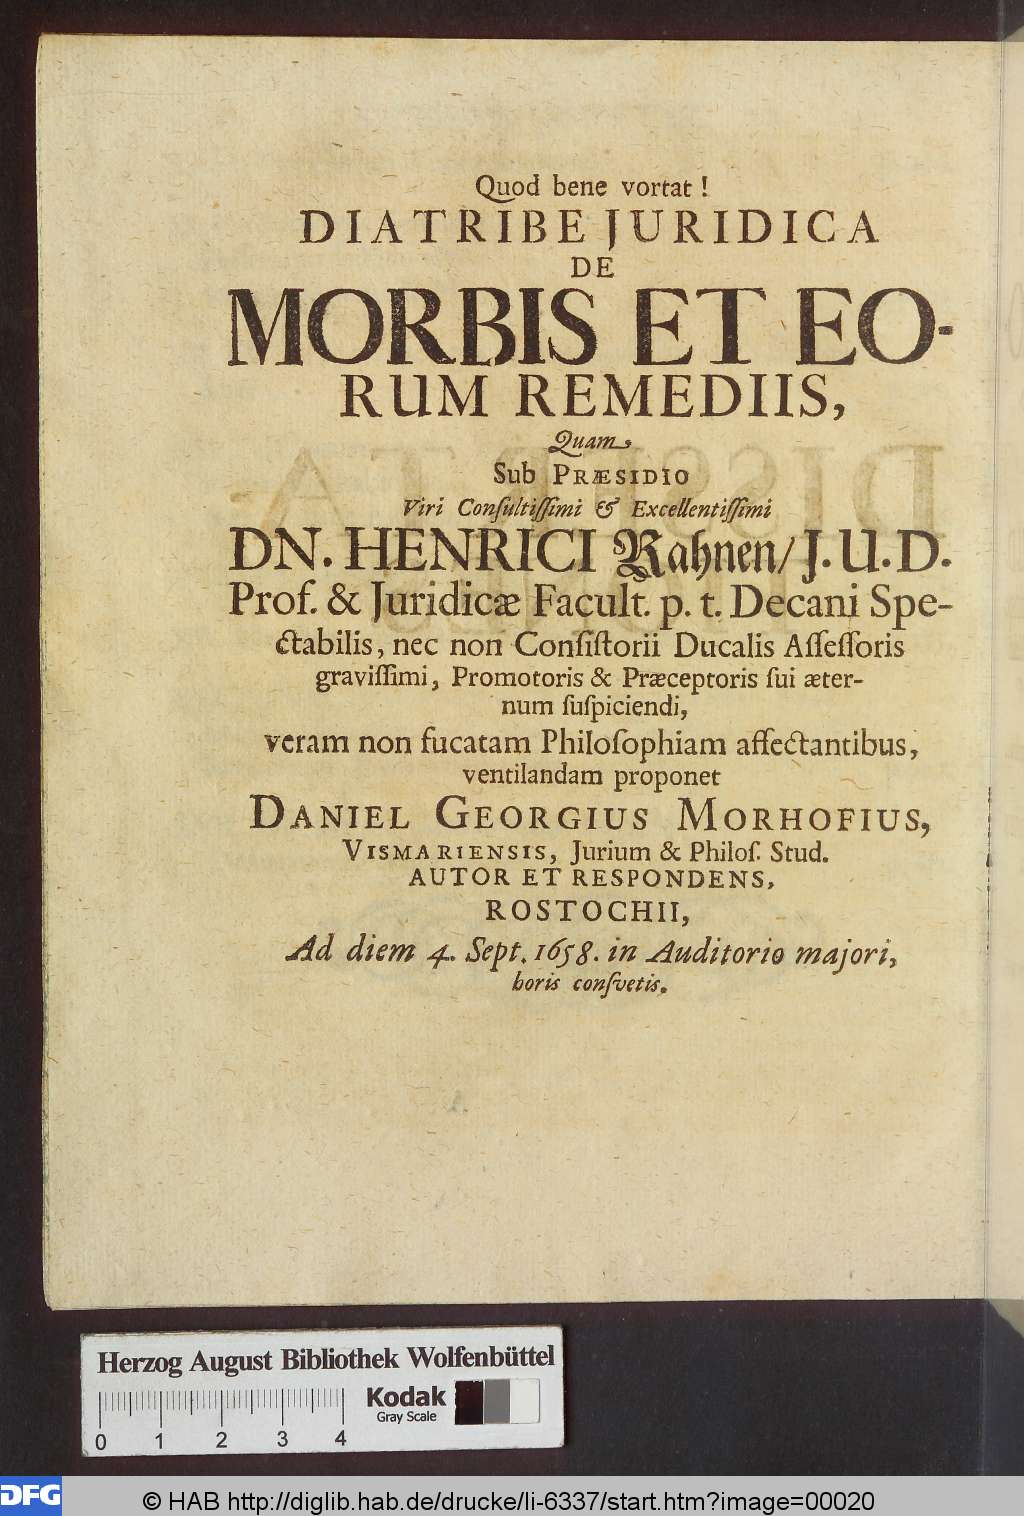 Quod bene vortat !
DIATRIBE JURIDICA
DE
MORBIS ET EO-
RUM REMEDIIS,
Quam
Sub PRÆSIDIO
Viri Conſultiſſimi & Excellentiſſimi
DN. HENRICI Rahnen/ J.U.D.
Prof. & Juridicæ Facult. p. t. Decani Spe-
ctabilis, nec non Conſiſtorii Ducalis Aſſeſſoris
graviſſimi, Promotoris & Præceptoris ſui æter-
num ſuſpiciendi,
veram non fucatam Philoſophiam affectantibus,
ventilandam proponet
DANIEL GEORGIUS MORHOFIUS,
VISMARIENSIS, Jurium & Philoſ. Stud.
AUTOR ET RESPONDENS,
ROSTOCHII,
Ad diem 4. Sept. 1658. in Auditorio majori,
horis conſvetis.
Herzog August Bibliothek Wolfenbüttel
Kodak
Gray Scale
0 1 2 3 4
DFG
© HAB http://diglib.hab.de/drucke/li-6337/start.htm?image=00020